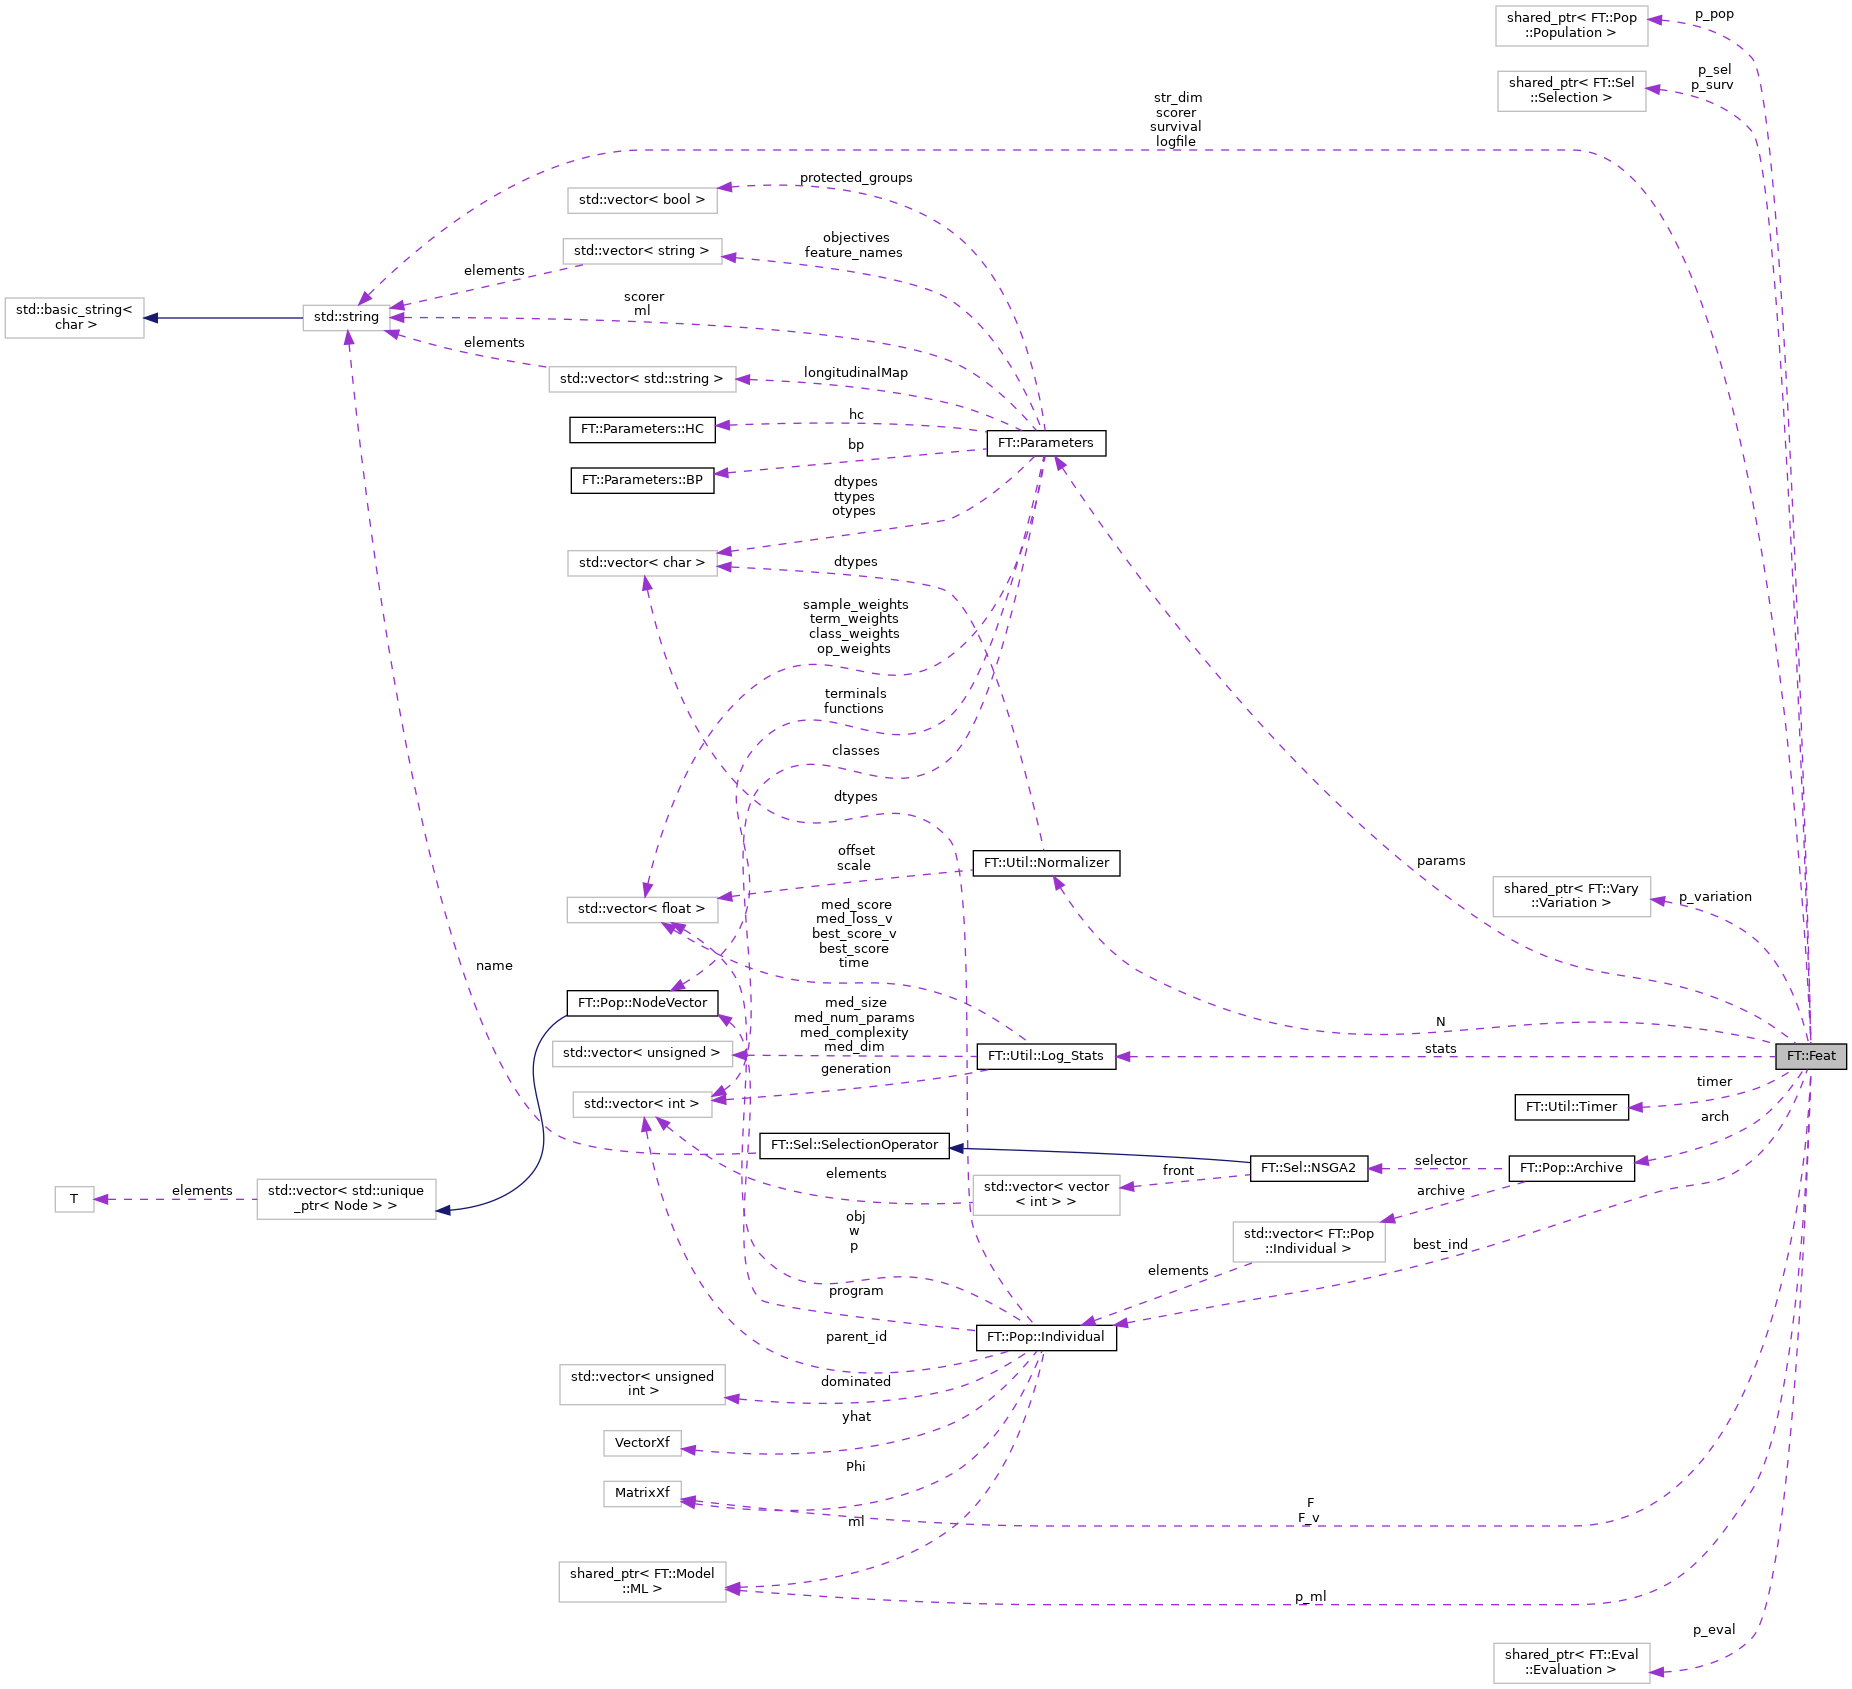 shared_ptr< FT::Pop
::Population >
p_pop
shared_ptr< FT::Sel
::Selection >
p_sel
p_surv
str_dim
scorer
survival
logfile
protected_groups
std::vector< bool >
objectives
feature_names
std::vector< string >
elements
std::basic_string<
char >
std::string
scorer
ml
elements
std::vector< std::string >
longitudinalMap
hc
FT::Parameters::HC
FT::Parameters
bp
FT::Parameters::BP
dtypes
ttypes
otypes
std::vector< char >
dtypes
sample_weights
term_weights
class_weights
op_weights
terminals
functions
classes
dtypes
offset
scale
FT::Util::Normalizer
params
shared_ptr< FT::Vary
::Variation >
p_variation
std::vector< float >
med_score
med_loss_v
best_score_v
best_score
time
name
FT::Pop::NodeVector
med_size
med_num_params
med_complexity
med_dim
N
std::vector< unsigned >
FT::Util::Log_Stats
stats
FT::Feat
generation
timer
std::vector< int >
FT::Util::Timer
arch
FT::Sel::SelectionOperator
elements
front
FT::Sel::NSGA2
selector
FT::Pop::Archive
T
elements
std::vector< std::unique
_ptr< Node > >
std::vector< vector
< int > >
archive
obj
w
p
std::vector< FT::Pop
::Individual >
best_ind
elements
program
FT::Pop::Individual
parent_id
std::vector< unsigned
int >
dominated
yhat
VectorXf
Phi
MatrixXf
ml
F
F_v
shared_ptr< FT::Model
::ML >
p_ml
p_eval
shared_ptr< FT::Eval
::Evaluation >